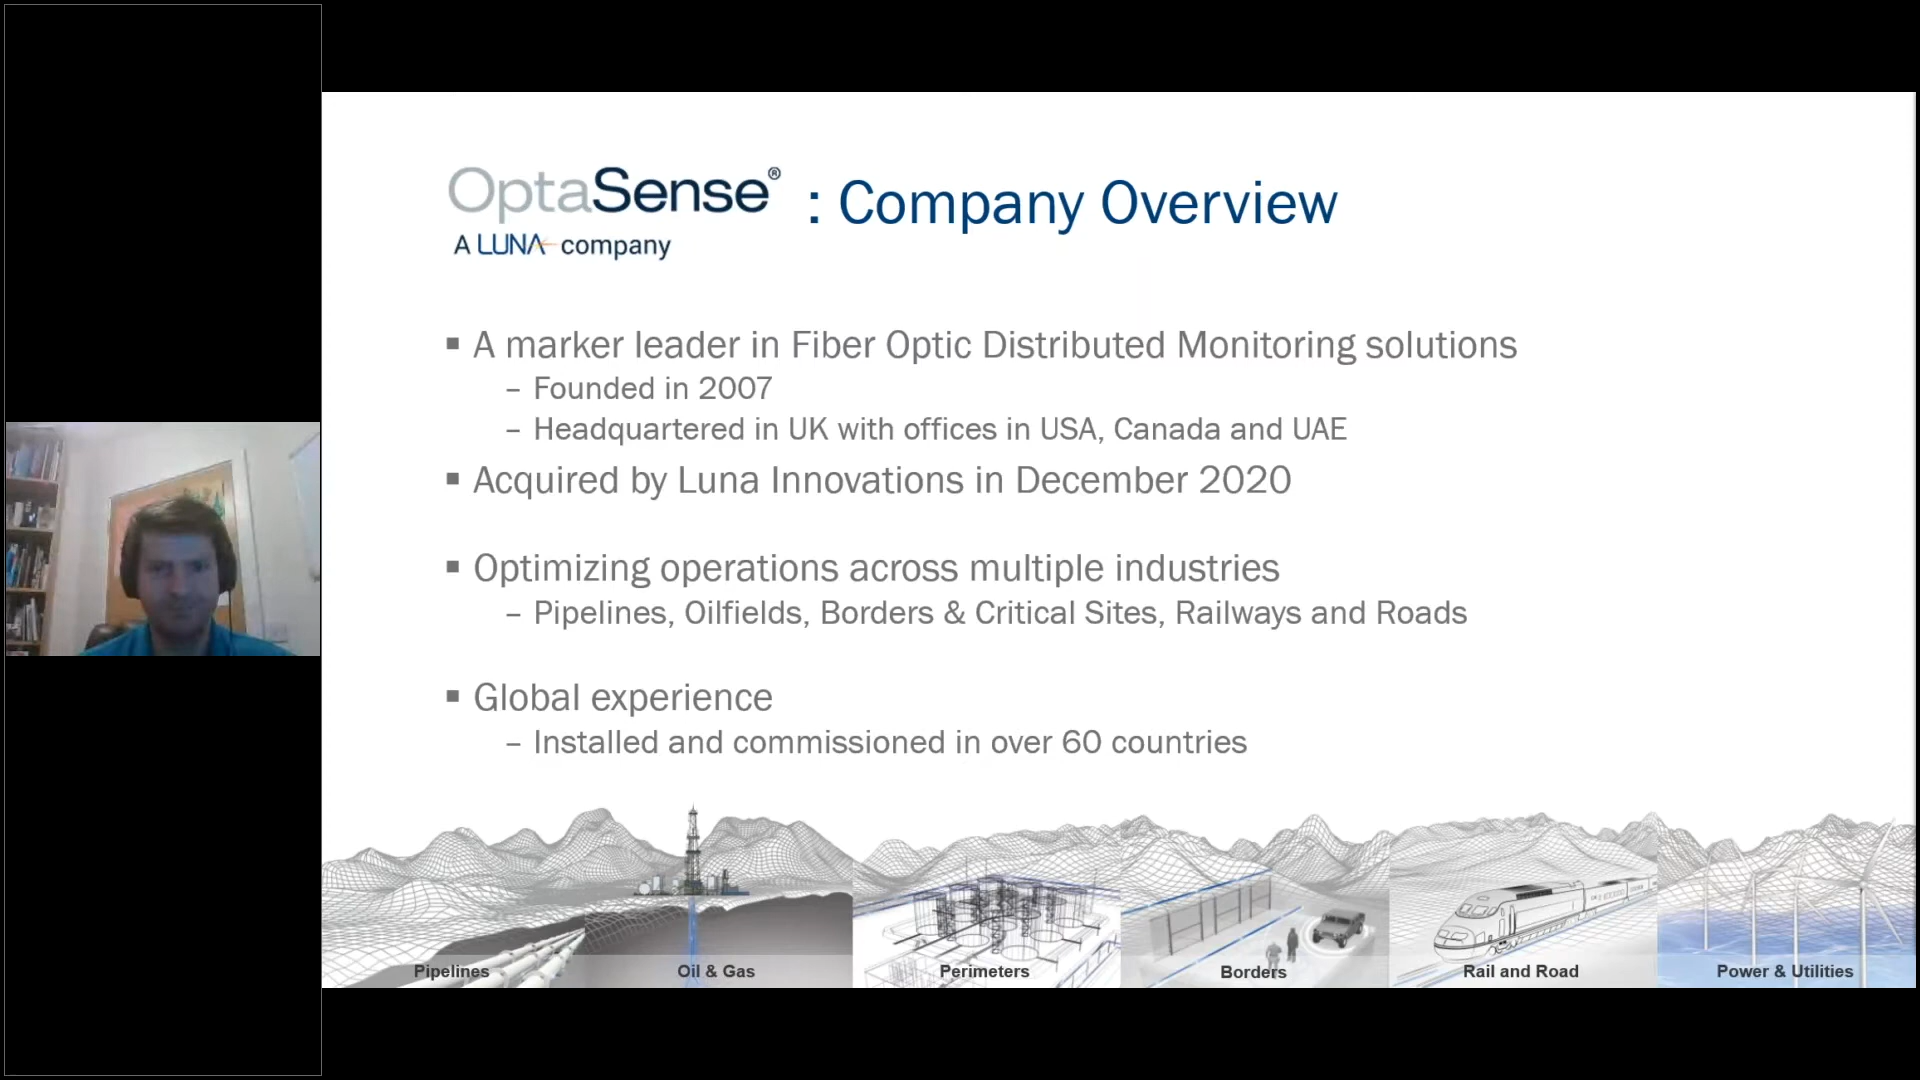 OptaSense® : Company Overview
A LUNA company
▪ A marker leader in Fiber Optic Distributed Monitoring solutions
– Founded in 2007
– Headquartered in UK with offices in USA, Canada and UAE
▪ Acquired by Luna Innovations in December 2020
▪ Optimizing operations across multiple industries
– Pipelines, Oilfields, Borders & Critical Sites, Railways and Roads
▪ Global experience
– Installed and commissioned in over 60 countries
Pipelines Oil & Gas Perimeters Borders Rail and Road Power & Utilities